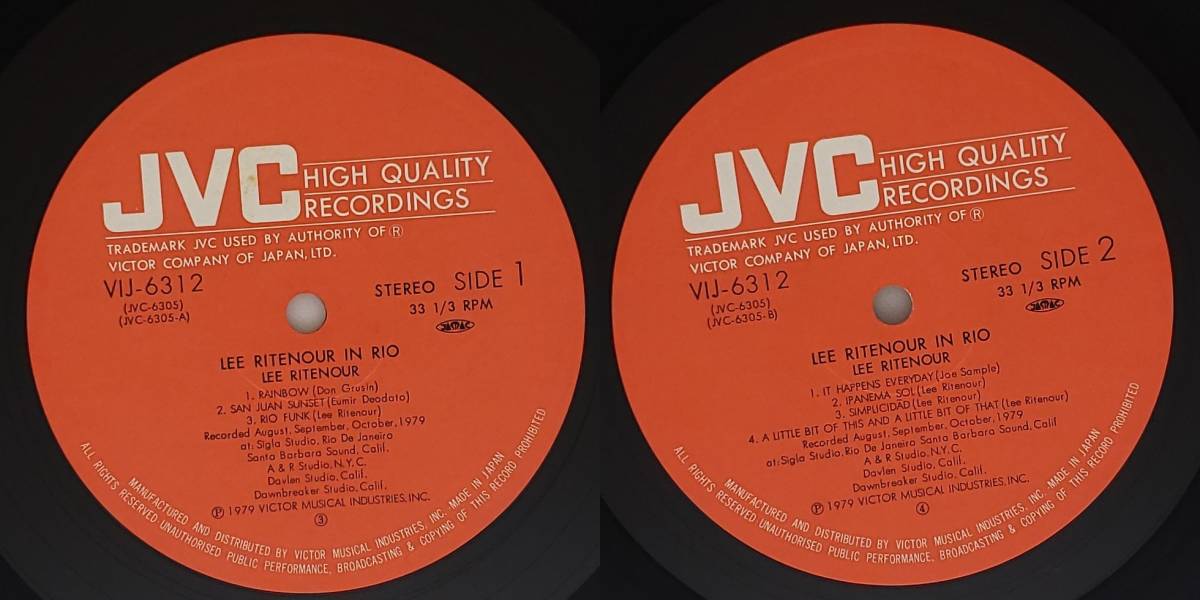 JVC HIGH QUALITY
RECORDINGS
TRADEMARK JVC USED BY AUTHORITY OF Ⓡ
VICTOR COMPANY OF JAPAN, LTD.
VIJ-6312
(JVC-6305)
(JVC-6305-A)
STEREO SIDE 1
33 1/3 RPM
JASRAC
LEE RITENOUR IN RIO
LEE RITENOUR
1. RAINBOW (Don Grusin)
2. SAN JUAN SUNSET (Eumir Deodato)
3. RIO FUNK (Lee Ritenour)
Recorded August, September, October, 1979
at: Sigla Studio, Rio De Janeiro
Santa Barbara Sound, Calif.
A & R Studio, N.Y.C.
Davlen Studio, Calif.
Dawnbreaker Studio, Calif.
Ⓟ 1979 VICTOR MUSICAL INDUSTRIES, INC.
③
MANUFACTURED AND DISTRIBUTED BY VICTOR MUSICAL INDUSTRIES, INC. MADE IN JAPAN
ALL RIGHTS RESERVED UNAUTHORISED PUBLIC PERFORMANCE, BROADCASTING & COPYING OF THIS RECORD PROHIBITED
JVC HIGH QUALITY
RECORDINGS
TRADEMARK JVC USED BY AUTHORITY OF Ⓡ
VICTOR COMPANY OF JAPAN, LTD.
VIJ-6312
(JVC-6305)
(JVC-6305-B)
STEREO SIDE 2
33 1/3 RPM
JASRAC
LEE RITENOUR IN RIO
LEE RITENOUR
1. IT HAPPENS EVERYDAY (Joe Sample)
2. IPANEMA SOL (Lee Ritenour)
3. SIMPLICIDAD (Lee Ritenour)
4. A LITTLE BIT OF THIS AND A LITTLE BIT OF THAT (Lee Ritenour)
Recorded August, September, October, 1979
at: Sigla Studio, Rio De Janeiro Santa Barbara Sound, Calif.
A & R Studio, N.Y.C.
Davlen Studio, Calif.
Dawnbreaker Studio, Calif.
Ⓟ 1979 VICTOR MUSICAL INDUSTRIES, INC.
④
MANUFACTURED AND DISTRIBUTED BY VICTOR MUSICAL INDUSTRIES, INC. MADE IN JAPAN
ALL RIGHTS RESERVED UNAUTHORISED PUBLIC PERFORMANCE, BROADCASTING & COPYING OF THIS RECORD PROHIBITED